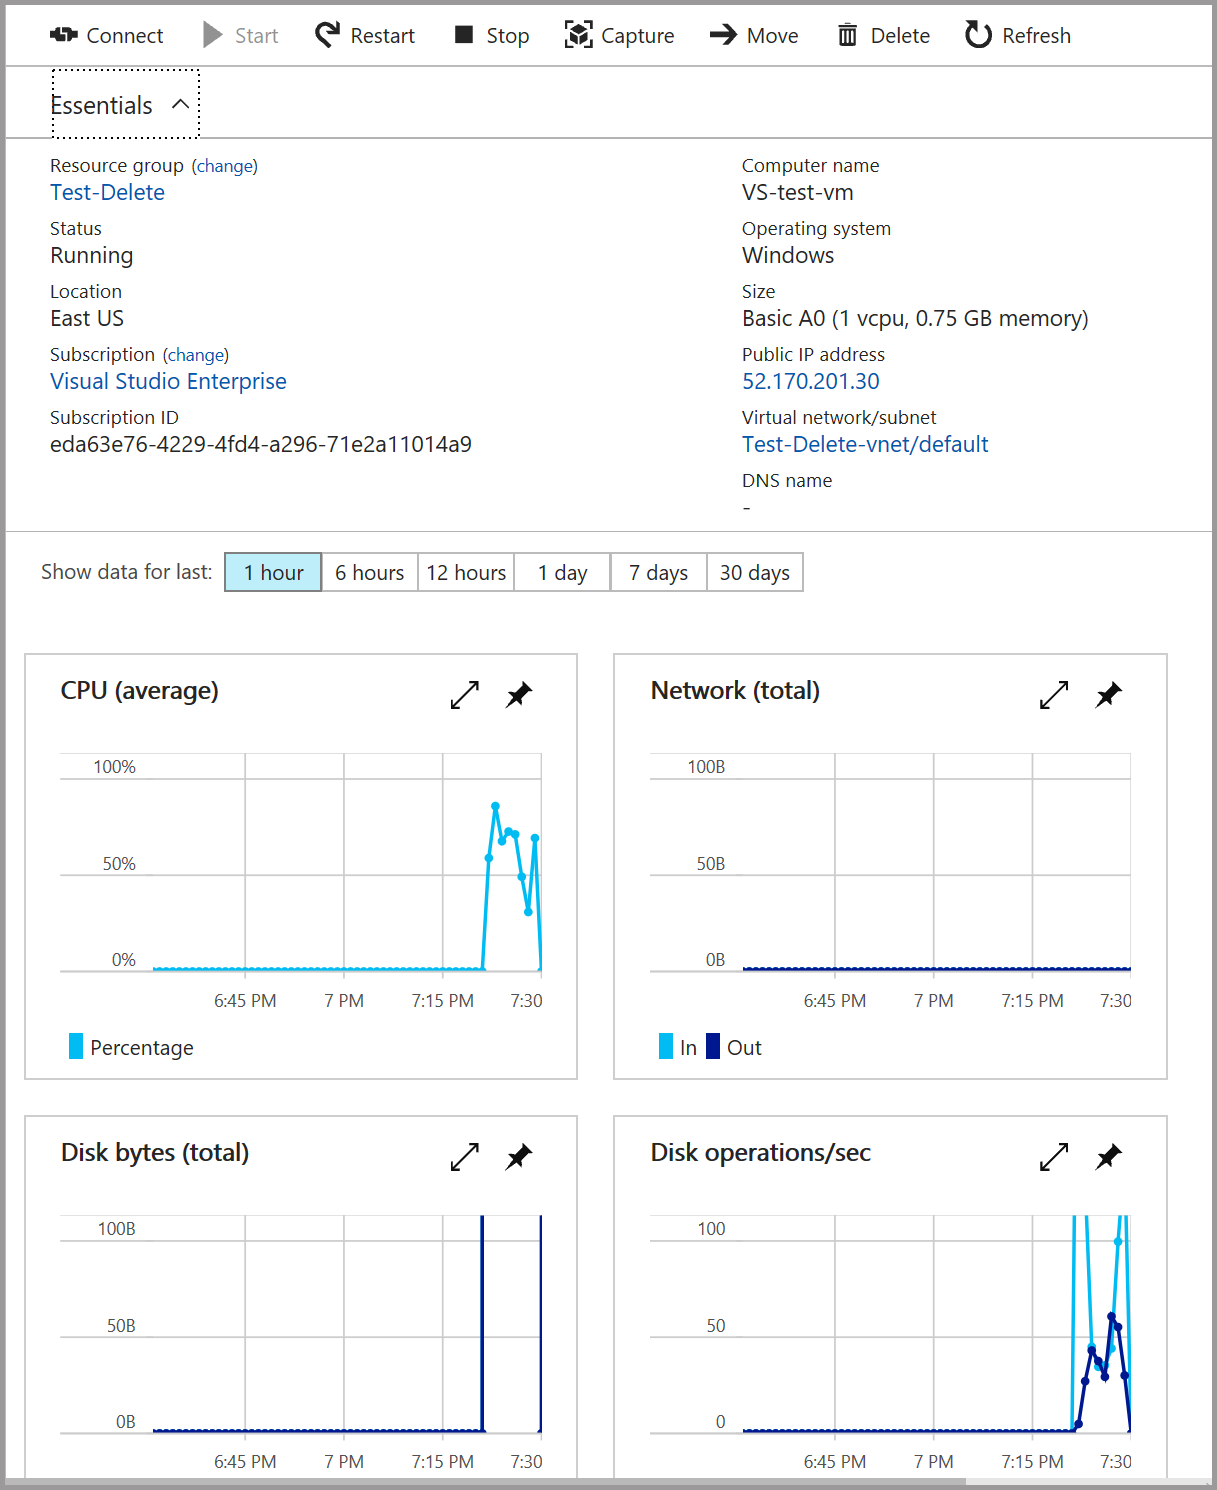 Connect Start Restart Stop Capture Move Delete Refresh
Essentials
Resource group (change)
Test-Delete
Status
Running
Location
East US
Subscription (change)
Visual Studio Enterprise
Subscription ID
eda63e76-4229-4fd4-a296-71e2a11014a9
Computer name
VS-test-vm
Operating system
Windows
Size
Basic A0 (1 vcpu, 0.75 GB memory)
Public IP address
52.170.201.30
Virtual network/subnet
Test-Delete-vnet/default
DNS name
-
Show data for last: 1 hour 6 hours 12 hours 1 day 7 days 30 days
CPU (average)
100%
50%
0%
6:45 PM 7 PM 7:15 PM 7:30
Percentage
Network (total)
100B
50B
0B
6:45 PM 7 PM 7:15 PM 7:30
In Out
Disk bytes (total)
100B
50B
0B
6:45 PM 7 PM 7:15 PM 7:30
Disk operations/sec
100
50
0
6:45 PM 7 PM 7:15 PM 7:30